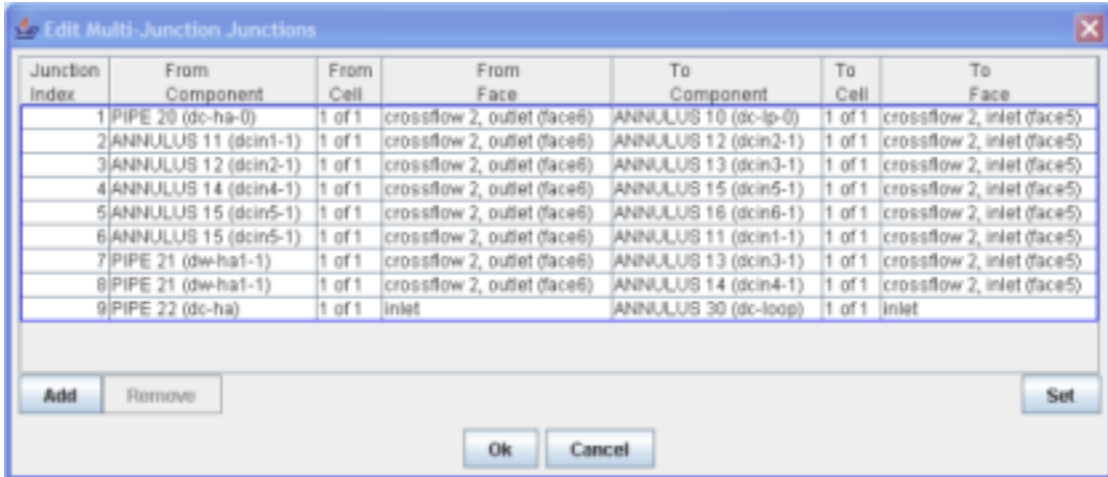 Edit Multi-Junction Junctions
Junction Index From Component From Cell From Face To Component To Cell To Face
1 PIPE 20 (dc-ha-0) 1 of 1 crossflow 2, outlet (face6) ANNULUS 10 (dc-lp-0) 1 of 1 crossflow 2, inlet (face5)
2 ANNULUS 11 (dcin1-1) 1 of 1 crossflow 2, outlet (face6) ANNULUS 12 (dcin2-1) 1 of 1 crossflow 2, inlet (face5)
3 ANNULUS 12 (dcin2-1) 1 of 1 crossflow 2, outlet (face6) ANNULUS 13 (dcin3-1) 1 of 1 crossflow 2, inlet (face5)
4 ANNULUS 14 (dcin4-1) 1 of 1 crossflow 2, outlet (face6) ANNULUS 15 (dcin5-1) 1 of 1 crossflow 2, inlet (face5)
5 ANNULUS 15 (dcin5-1) 1 of 1 crossflow 2, outlet (face6) ANNULUS 16 (dcin6-1) 1 of 1 crossflow 2, inlet (face5)
6 ANNULUS 15 (dcin5-1) 1 of 1 crossflow 2, outlet (face6) ANNULUS 11 (dcin1-1) 1 of 1 crossflow 2, inlet (face5)
7 PIPE 21 (dw-ha1-1) 1 of 1 crossflow 2, outlet (face6) ANNULUS 13 (dcin3-1) 1 of 1 crossflow 2, inlet (face5)
8 PIPE 21 (dw-ha1-1) 1 of 1 crossflow 2, outlet (face6) ANNULUS 14 (dcin4-1) 1 of 1 crossflow 2, inlet (face5)
9 PIPE 22 (dc-ha) 1 of 1 inlet ANNULUS 30 (dc-loop) 1 of 1 inlet
Add Remove Set
Ok Cancel